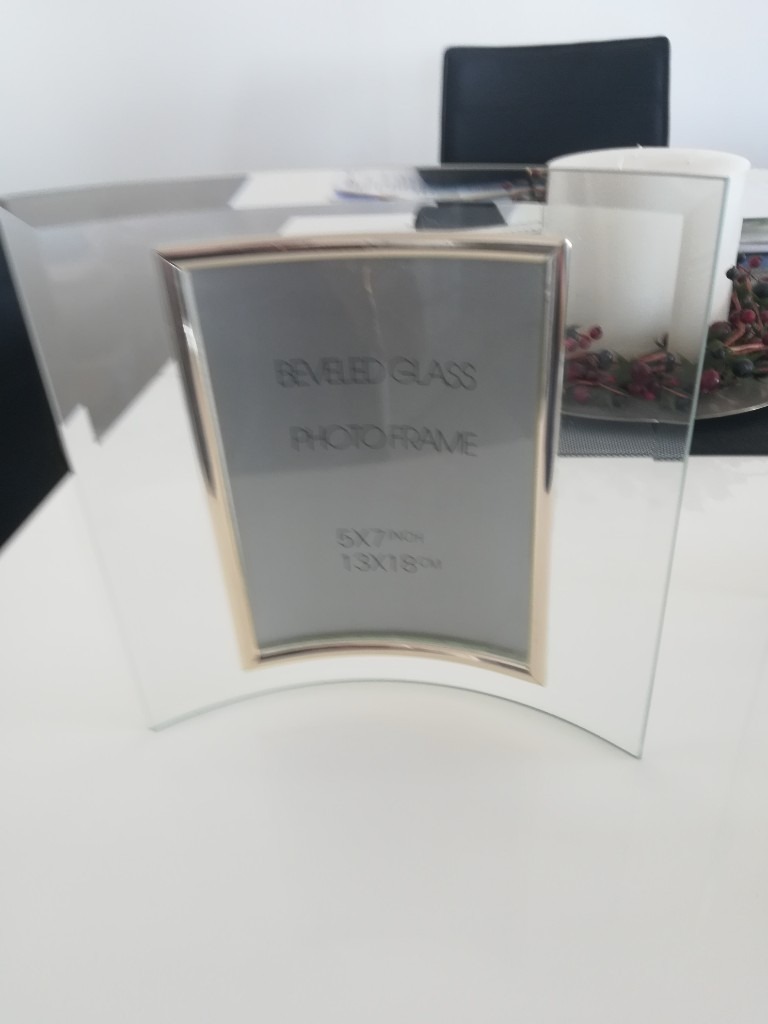 BEVELED GLASS
PHOTO FRAME
5X7 INCH
13X18 CM